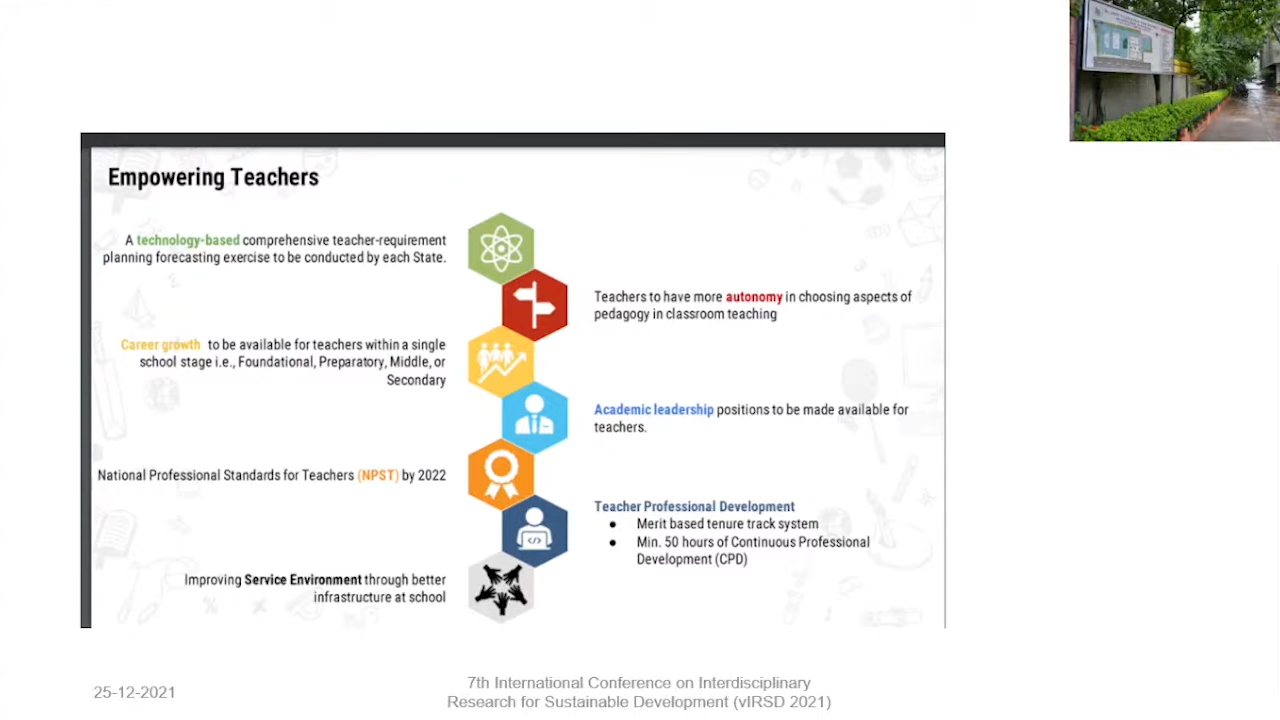 Empowering Teachers
A technology-based comprehensive teacher-requirement
planning forecasting exercise to be conducted by each State.
Teachers to have more autonomy in choosing aspects of
pedagogy in classroom teaching
Career growth to be available for teachers within a single
school stage i.e., Foundational, Preparatory, Middle, or
Secondary
Academic leadership positions to be made available for
teachers.
National Professional Standards for Teachers (NPST) by 2022
Teacher Professional Development
● Merit based tenure track system
● Min. 50 hours of Continuous Professional
Development (CPD)
Improving Service Environment through better
infrastructure at school
25-12-2021
7th International Conference on Interdisciplinary
Research for Sustainable Development (vIRSD 2021)